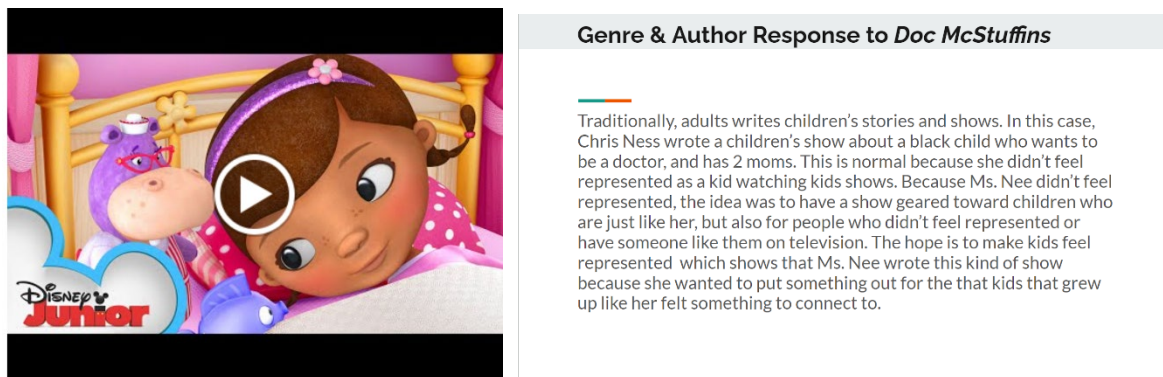 Disney
Junior
Genre & Author Response to Doc McStuffins
Traditionally, adults writes children's stories and shows. In this case,
Chris Ness wrote a children's show about a black child who wants to
be a doctor, and has 2 moms. This is normal because she didn't feel
represented as a kid watching kids shows. Because Ms. Nee didn't feel
represented, the idea was to have a show geared toward children who
are just like her, but also for people who didn't feel represented or
have someone like them on television. The hope is to make kids feel
represented  which shows that Ms. Nee wrote this kind of show
because she wanted to put something out for the that kids that grew
up like her felt something to connect to.